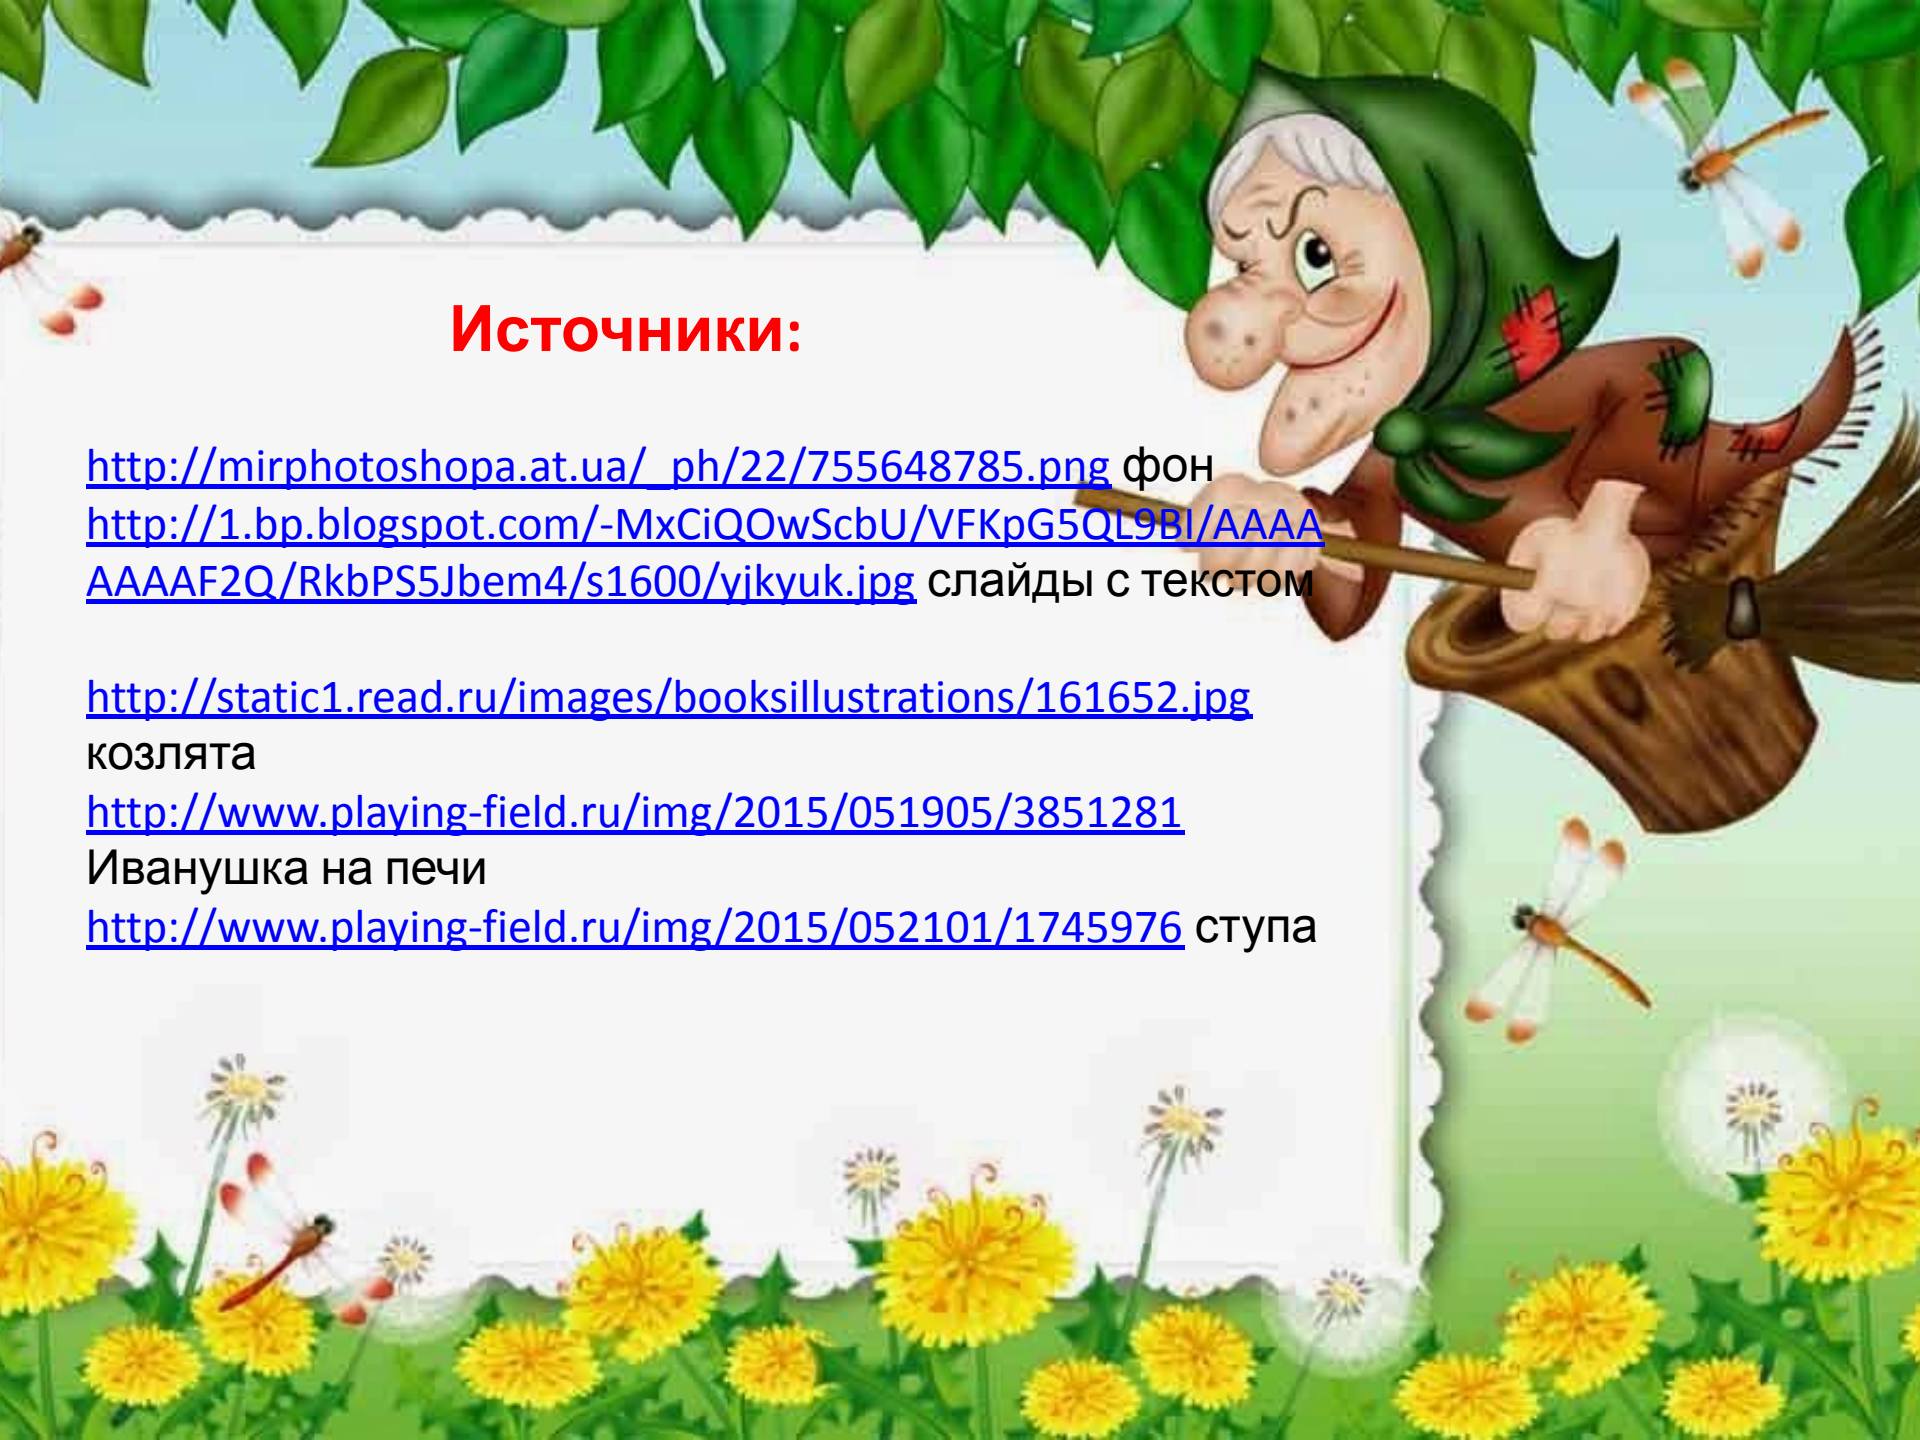 Источники:
http://mirphotoshopa.at.ua/_ph/22/755648785.png фон
http://1.bp.blogspot.com/-MxCiQOwScbU/VFKpG5QL9BI/AAAA
AAAAF2Q/RkbPS5Jbem4/s1600/yjkyuk.jpg слайды с текстом
http://static1.read.ru/images/booksillustrations/161652.jpg
козлята
http://www.playing-field.ru/img/2015/051905/3851281
Иванушка на печи
http://www.playing-field.ru/img/2015/052101/1745976 ступа